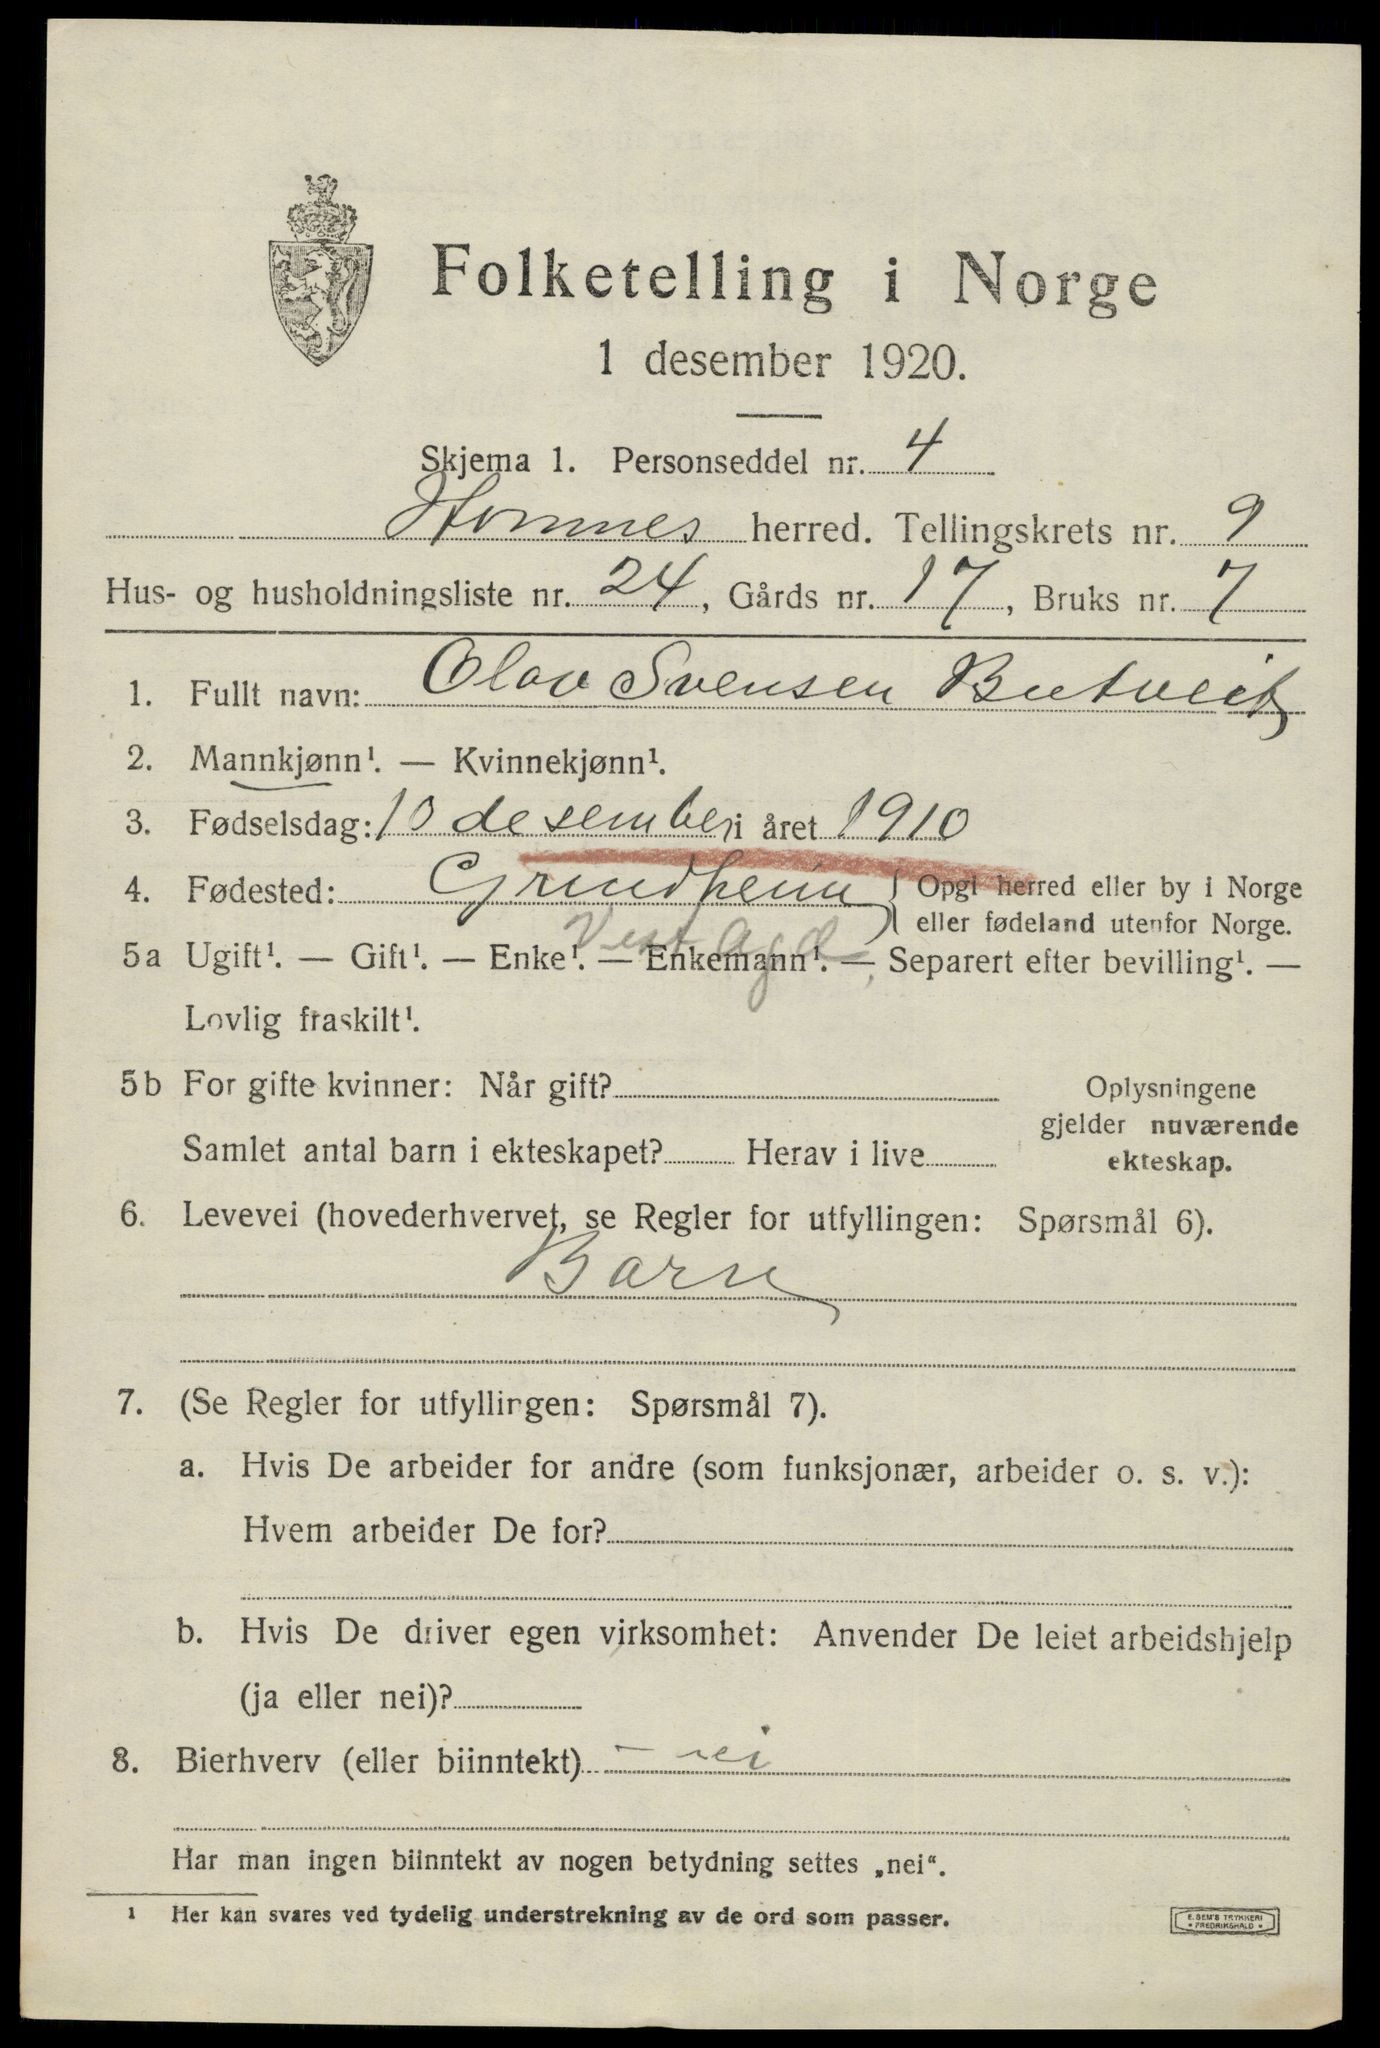 Folketelling i Norge
1 desember 1920.
Skjema 1. Personseddel nr. 4
Hornnes herred. Tellingskrets nr. 9
Hus- og husholdningsliste nr. 24, Gårds nr. 17, Bruks nr. 7
1. Fullt navn: Olav Svensen Butveit
2. Mannkjønn¹. — Kvinnekjønn¹.
3. Fødselsdag: 10 desember i året 1910
4. Fødested: Grindheim { Opgi herred eller by i Norge
eller fødeland utenfor Norge.
Vest Agd.
5a Ugift¹. — Gift¹. — Enke¹. — Enkemann¹. — Separert efter bevilling¹. —
Lovlig fraskilt¹.
5b For gifte kvinner: Når gift?
Samlet antal barn i ekteskapet? Herav i live
Oplysningene
gjelder nuværende
ekteskap.
6. Levevei (hovederhvervet, se Regler for utfyllingen: Spørsmål 6).
Barn
7. (Se Regler for utfyllingen: Spørsmål 7).
a. Hvis De arbeider for andre (som funksjonær, arbeider o. s. v.):
Hvem arbeider De for?
b. Hvis De driver egen virksomhet: Anvender De leiet arbeidshjelp
(ja eller nei)?
8. Bierhverv (eller biinntekt) — nei
Har man ingen biinntekt av nogen betydning settes „nei“.
¹ Her kan svares ved tydelig understrekning av de ord som passer.
E. SEM'S TRYKKERI
• FREDRIKSHALD •